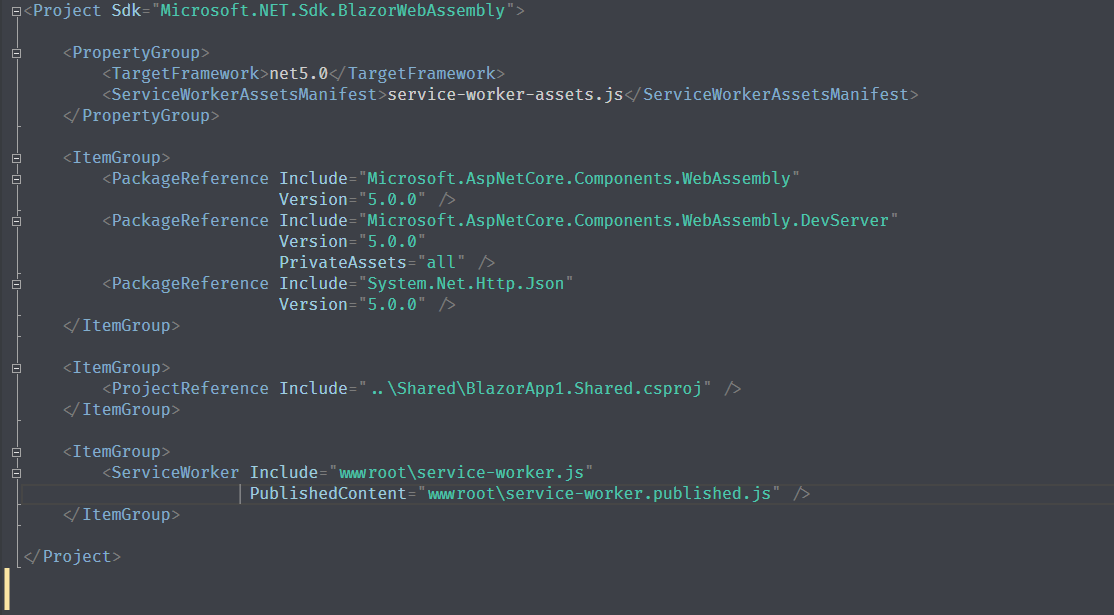 <Project Sdk="Microsoft.NET.Sdk.BlazorWebAssembly">
<PropertyGroup>
<TargetFramework>net5.0</TargetFramework>
<ServiceWorkerAssetsManifest>service-worker-assets.js</ServiceWorkerAssetsManifest>
</PropertyGroup>
<ItemGroup>
<PackageReference Include="Microsoft.AspNetCore.Components.WebAssembly"
Version="5.0.0" />
<PackageReference Include="Microsoft.AspNetCore.Components.WebAssembly.DevServer"
Version="5.0.0"
PrivateAssets="all" />
<PackageReference Include="System.Net.Http.Json"
Version="5.0.0" />
</ItemGroup>
<ItemGroup>
<ProjectReference Include="..\Shared\BlazorApp1.Shared.csproj" />
</ItemGroup>
<ItemGroup>
<ServiceWorker Include="wwwroot\service-worker.js"
PublishedContent="wwwroot\service-worker.published.js" />
</ItemGroup>
</Project>